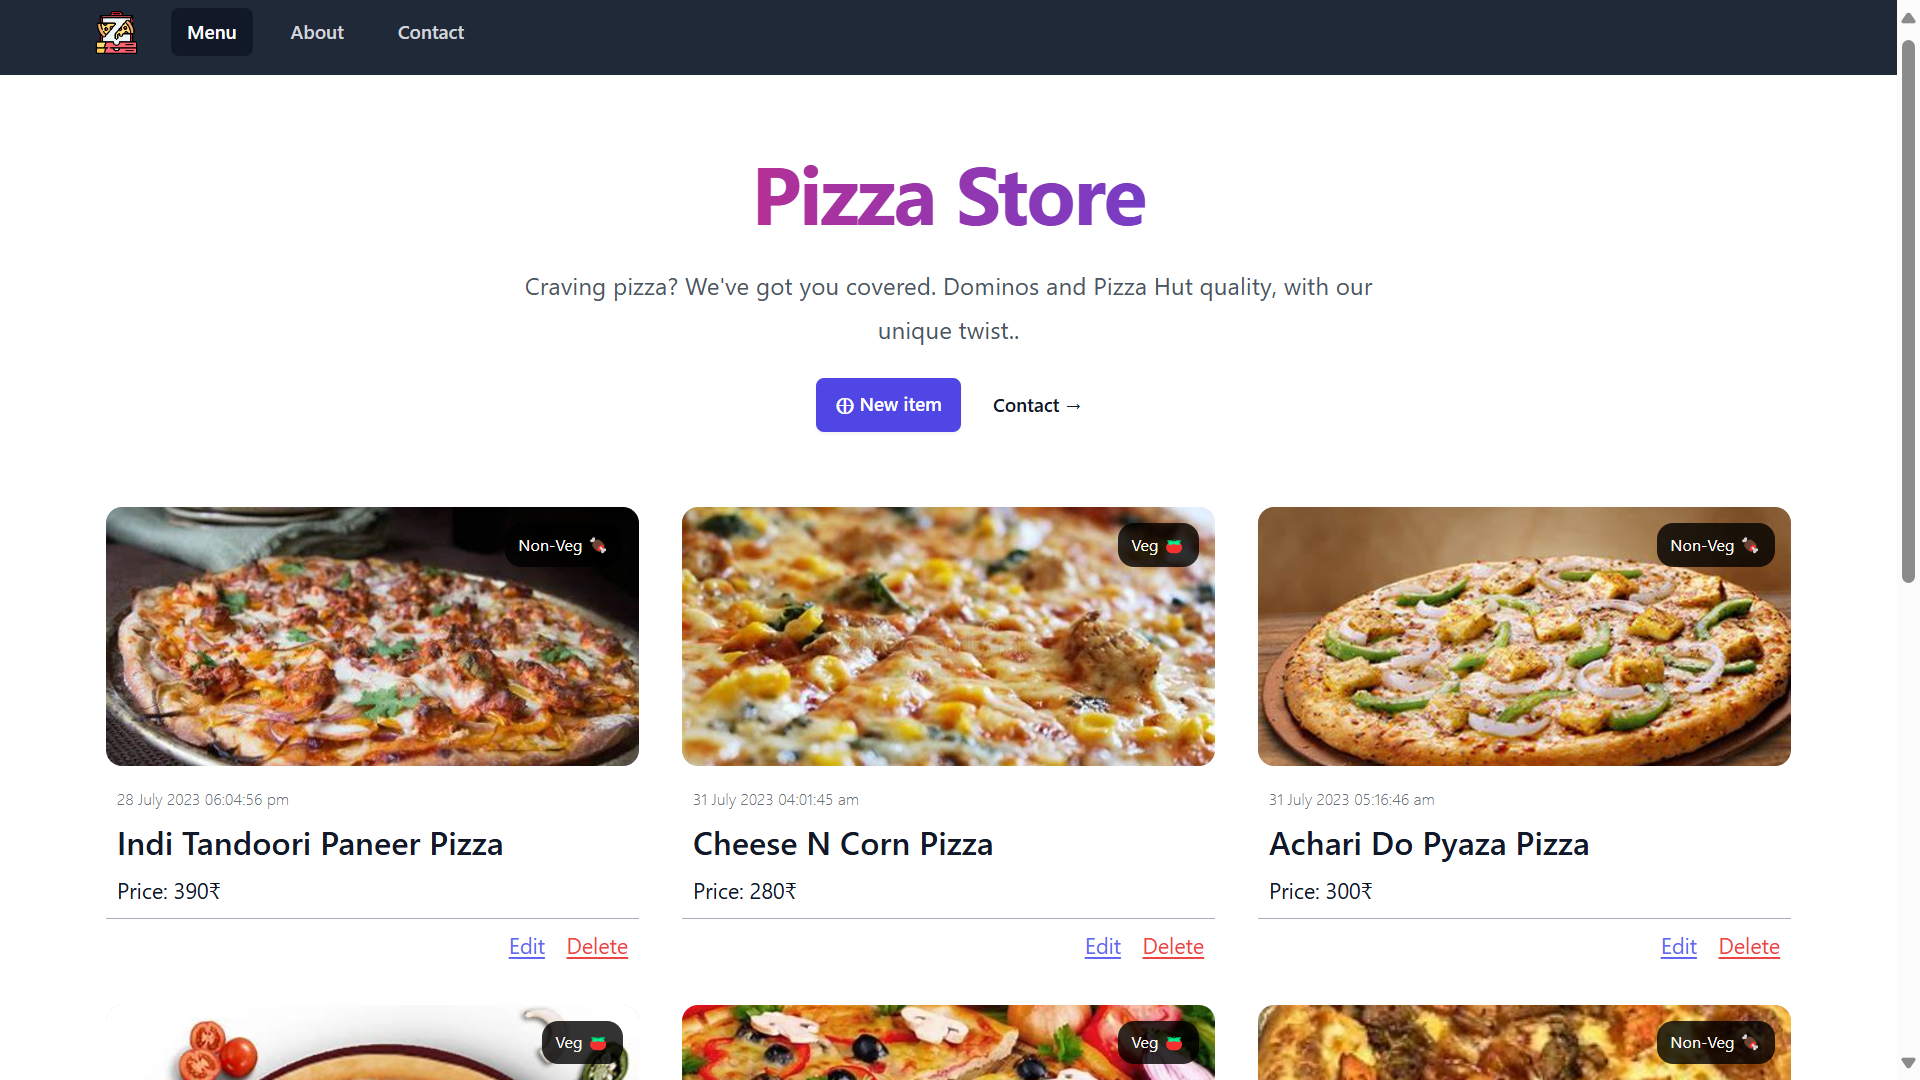 Menu
About
Contact
Pizza Store
Craving pizza? We've got you covered. Dominos and Pizza Hut quality, with our
unique twist..
New item
Contact →
Non-Veg 🍖
Veg 🍅
Non-Veg 🍖
28 July 2023 06:04:56 pm
Indi Tandoori Paneer Pizza
Price: 390₹
Edit
Delete
31 July 2023 04:01:45 am
Cheese N Corn Pizza
Price: 280₹
Edit
Delete
31 July 2023 05:16:46 am
Achari Do Pyaza Pizza
Price: 300₹
Edit
Delete
Veg 🍅
Veg 🍅
Non-Veg 🍖